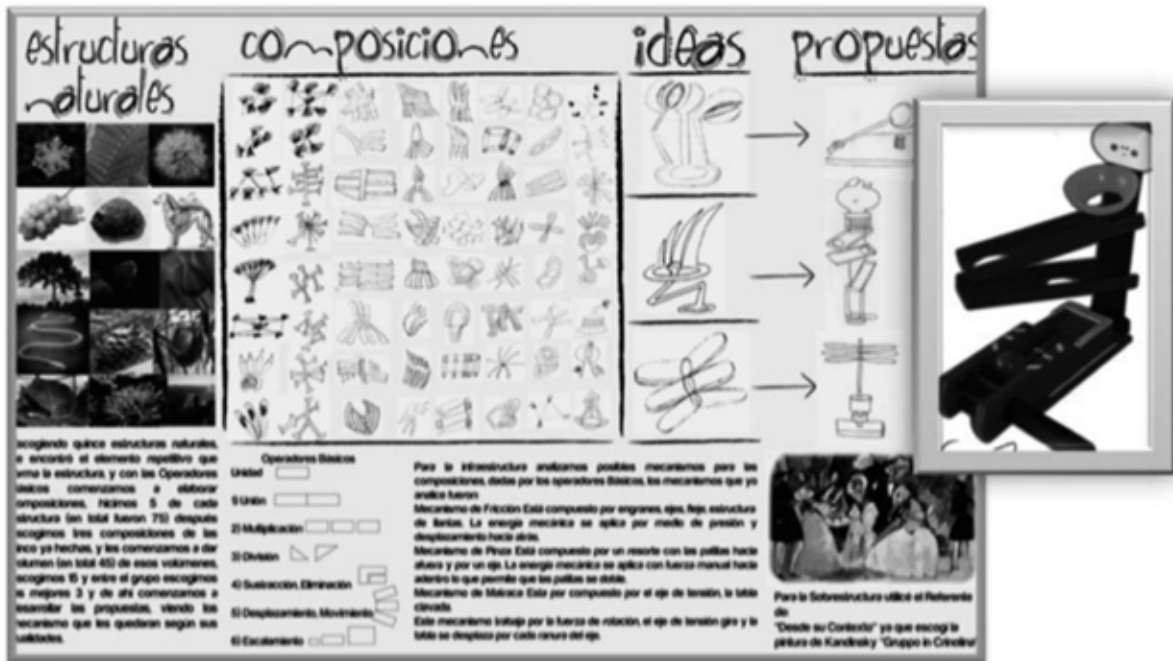 estructuras
naturales
composiciones
ideas
propuestas
escogiendo quince estructuras naturales,
se encontró el elemento repetitivo que
forma la estructura, y con los Operadores
Básicos comenzamos a elaborar
composiciones, hicimos 5 de cada
estructura (en total fueron 75) después
escogimos tres composiciones de las
cinco ya hechas, y les comenzamos a dar
volumen (en total 45) de esos volúmenes,
escogimos 15 y entre el grupo escogimos
los mejores 3 y de ahí comenzamos a
desarrollar las propuestas, viendo los
mecanismo que les quedaran según sus
cualidades.
Operadores Básicos
Unidad
1) Unión
2) Multiplicación
3) División
4) Sustracción, Eliminación
5) Desplazamiento, Movimiento
6) Escalamiento
Para la infraestructura analizamos posibles mecanismos para las
composiciones, dadas por los operadores Básicos, los mecanismos que yo
analice fueron:
Mecanismo de Fricción Está compuesto por engranes, ejes, fleje, estructura
de llantas. La energía mecánica se aplica por medio de presión y
desplazamiento hacia atrás.
Mecanismo de Pinza: Está compuesto por un resorte con las patillas hacia
afuera y por un eje. La energía mecánica se aplica con fuerza manual hacia
adentro lo que permite que las patillas se doble.
Mecanismo de Matraca Esta por compuesto por el eje de tensión, la tabla
clavada
Este mecanismo trabaja por la fuerza de rotación, el eje de tensión gira y la
tabla se desplaza por cada ranura del eje.
Para la Sobrestructura utilicé el Referente
de
"Desde su Contexto" ya que escogí la
pintura de Kandinsky "Gruppo in Crinolina"